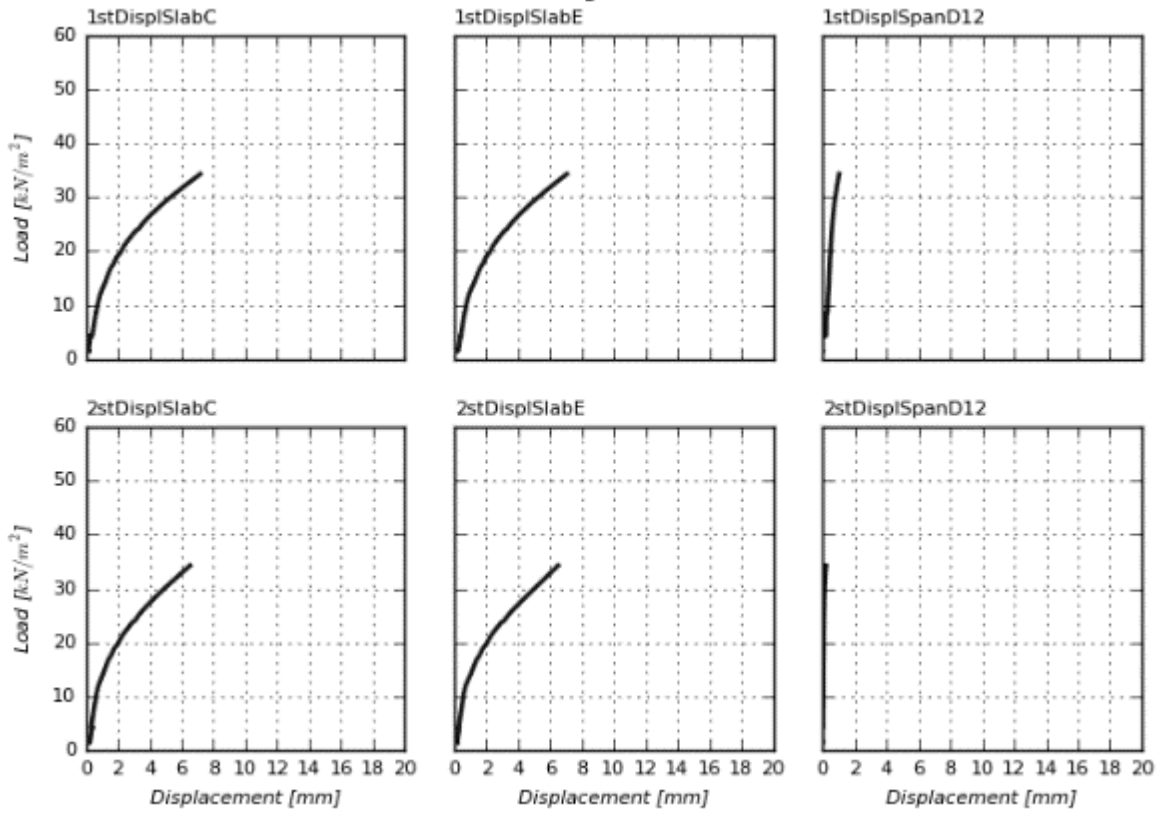 1stDisplSlabC 1stDisplSlabE 1stDisplSpanD12
60
50
40
30
20
10
0
Load [kN/m²]
2stDisplSlabC 2stDisplSlabE 2stDisplSpanD12
60
50
40
30
20
10
0
Load [kN/m²]
0 2 4 6 8 10 12 14 16 18 20 0 2 4 6 8 10 12 14 16 18 20 0 2 4 6 8 10 12 14 16 18 20
Displacement [mm] Displacement [mm] Displacement [mm]